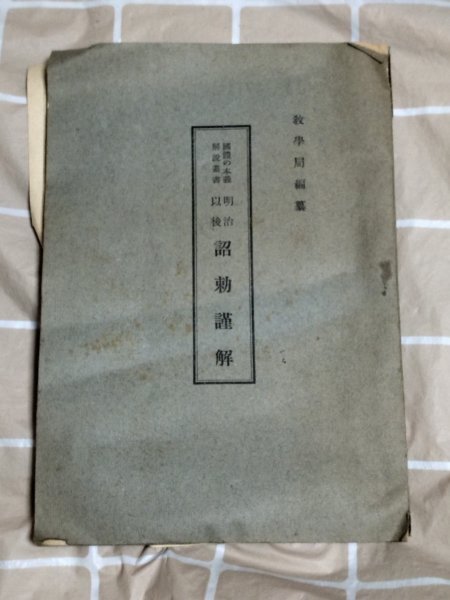 教學局編纂
國體の本義
解說叢書
明治
以後
詔勅謹解